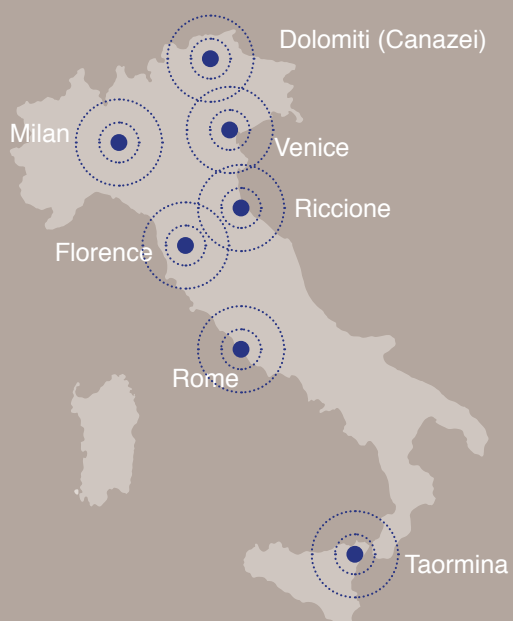 Dolomiti (Canazei)
Milan
Venice
Riccione
Florence
Rome
Taormina